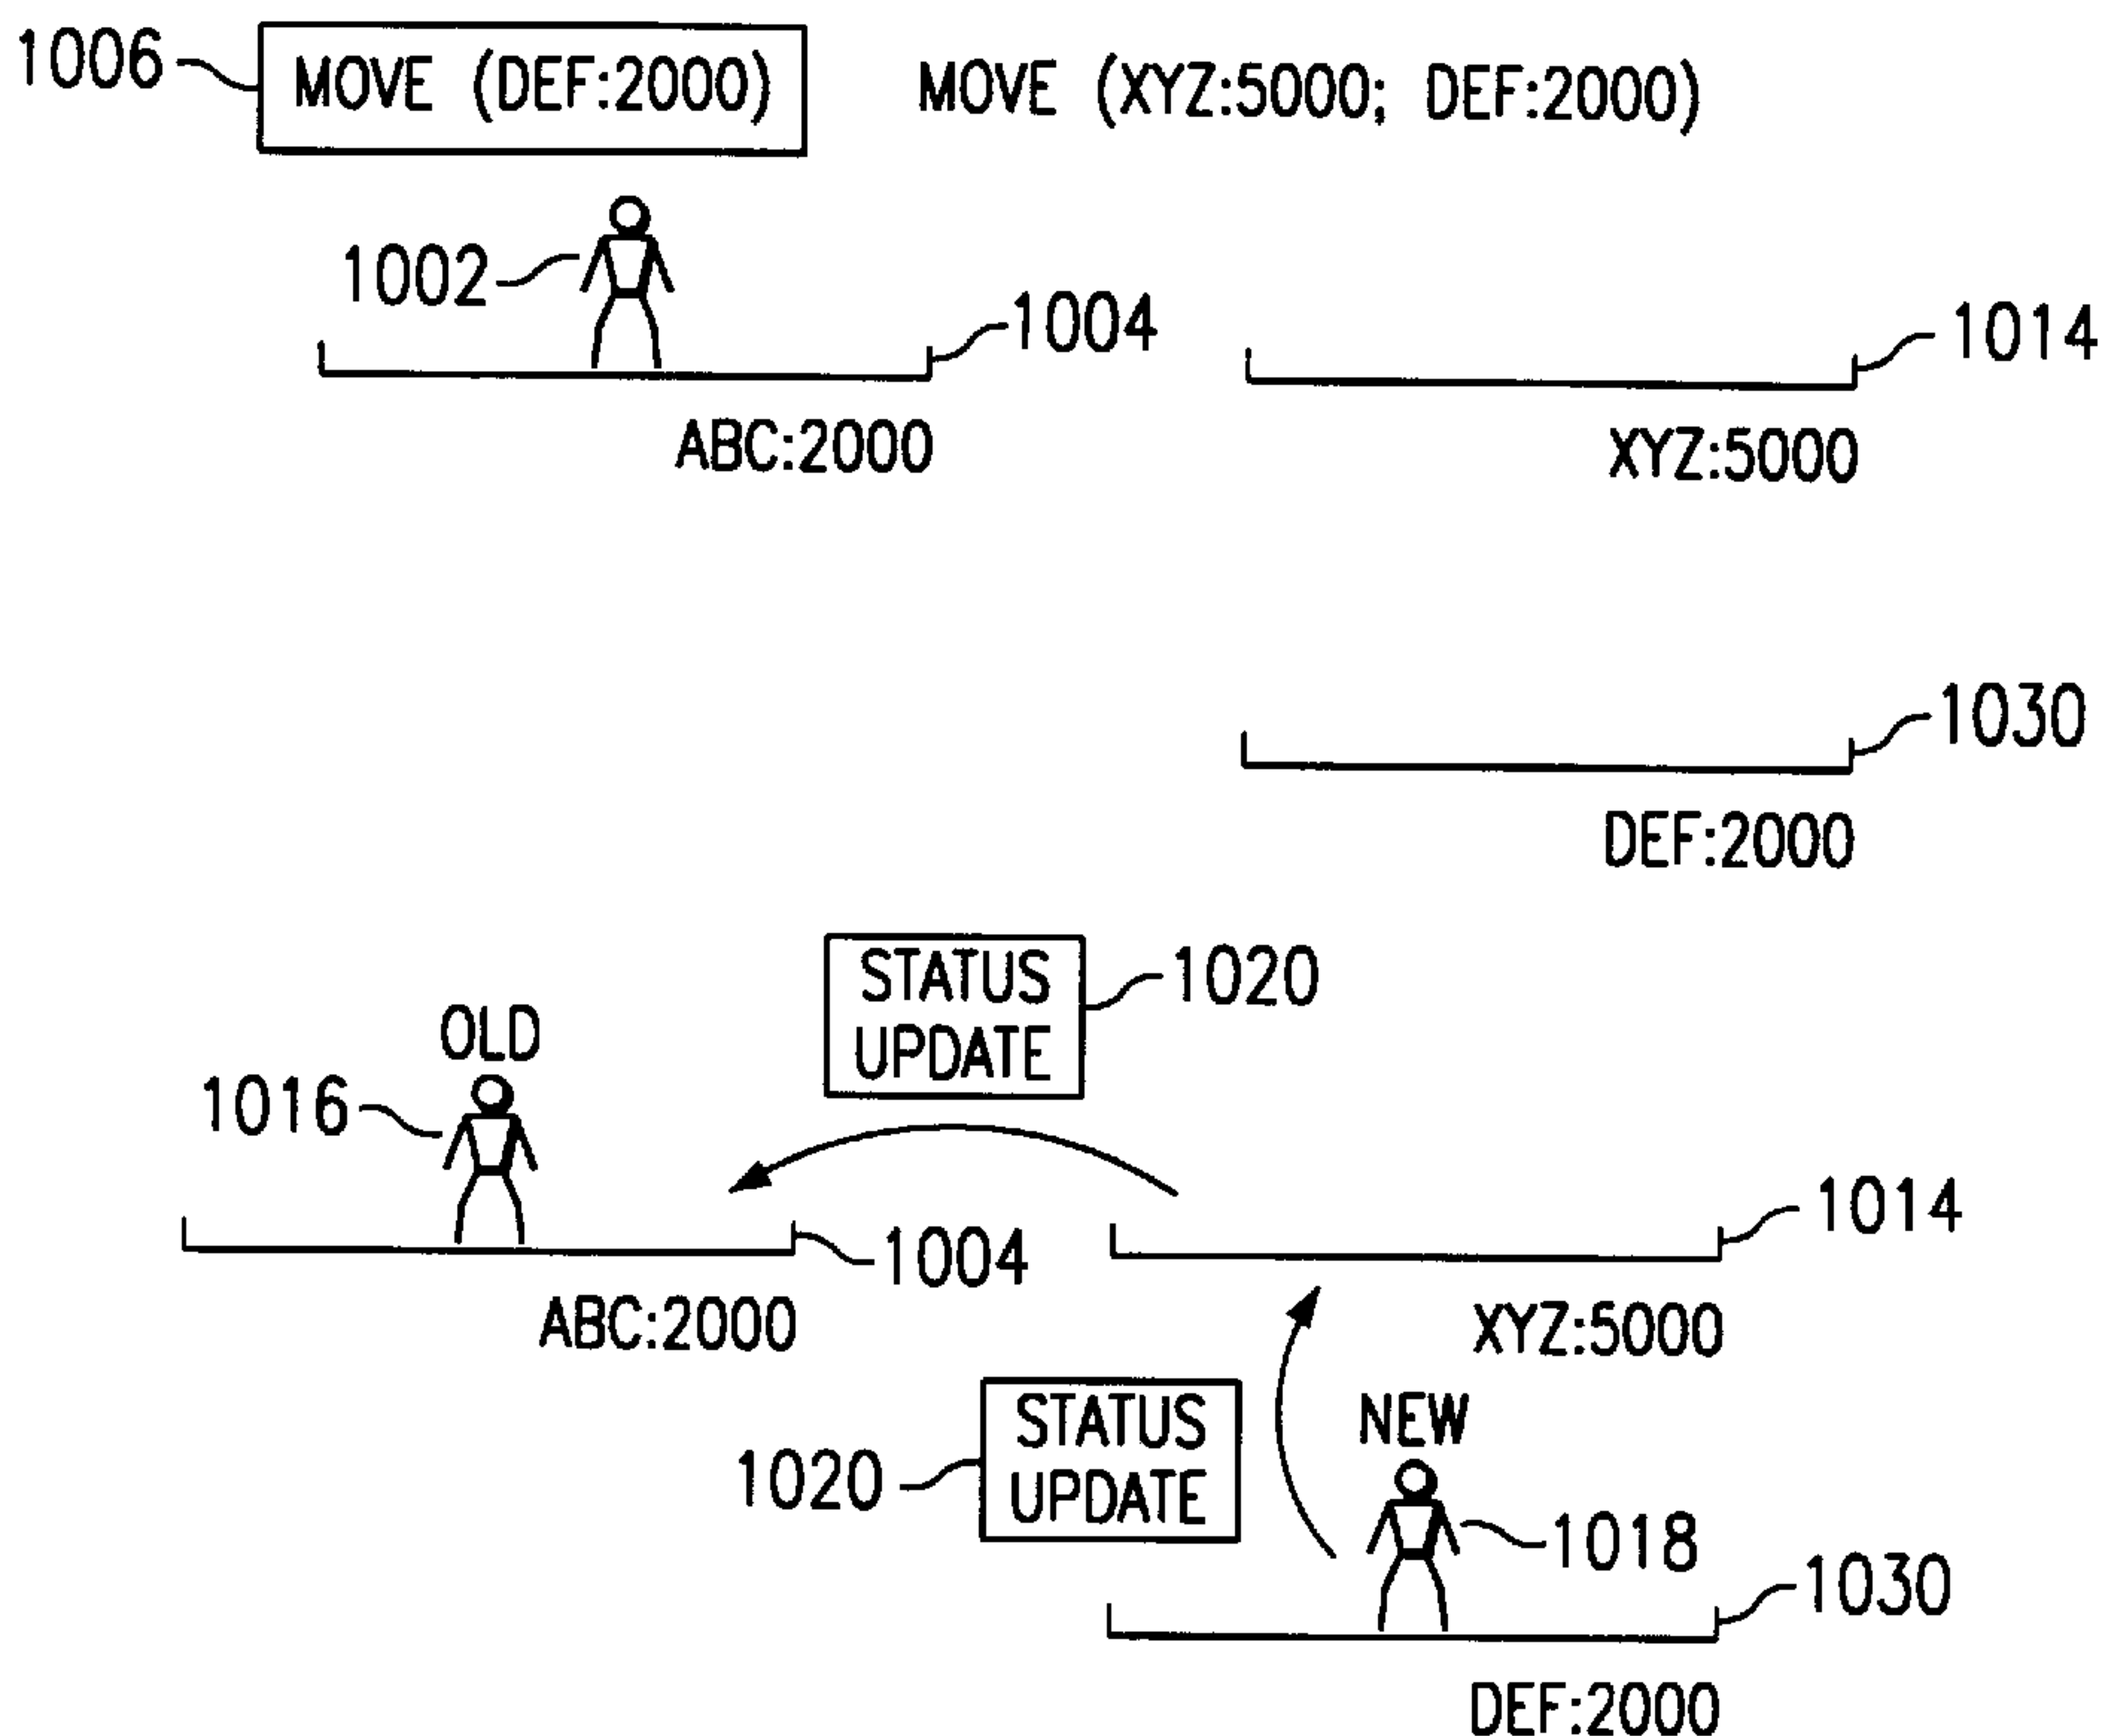 1006
MOVE (DEF:2000)
MOVE (XYZ:5000; DEF:2000)
1002
1004
1014
ABC:2000
XYZ:5000
1030
DEF:2000
STATUS
UPDATE
1020
OLD
1016
1004
1014
ABC:2000
XYZ:5000
STATUS
UPDATE
1020
NEW
1018
1030
DEF:2000